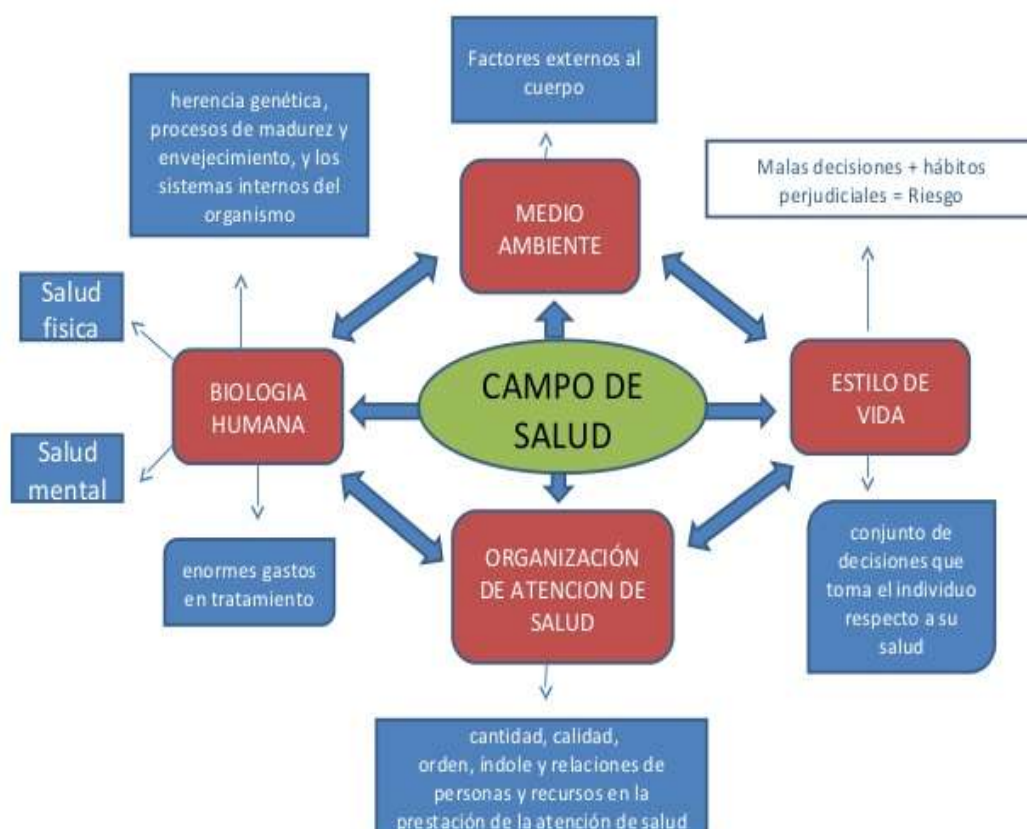 Factores externos al
cuerpo
herencia genética,
procesos de madurez y
envejecimiento, y los
sistemas internos del
organismo
Malas decisiones + hábitos
perjudiciales = Riesgo
MEDIO
AMBIENTE
Salud
fisica
BIOLOGIA
HUMANA
CAMPO DE
SALUD
ESTILO DE
VIDA
Salud
mental
enormes gastos
en tratamiento
ORGANIZACIÓN
DE ATENCION DE
SALUD
conjunto de
decisiones que
toma el individuo
respecto a su
salud
cantidad, calidad,
orden, índole y relaciones de
personas y recursos en la
prestación de la atención de salud